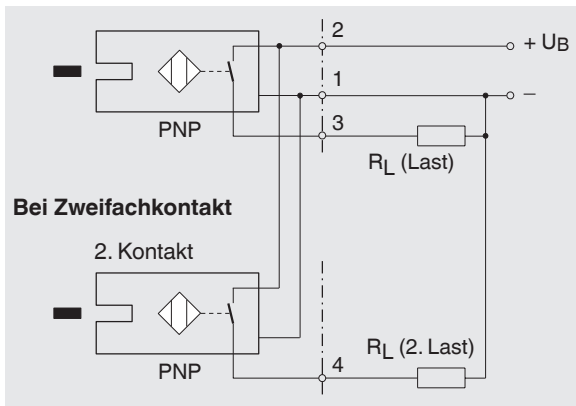 2
+ UB
1
–
PNP
3
RL (Last)
Bei Zweifachkontakt
2. Kontakt
PNP
4
RL (2. Last)